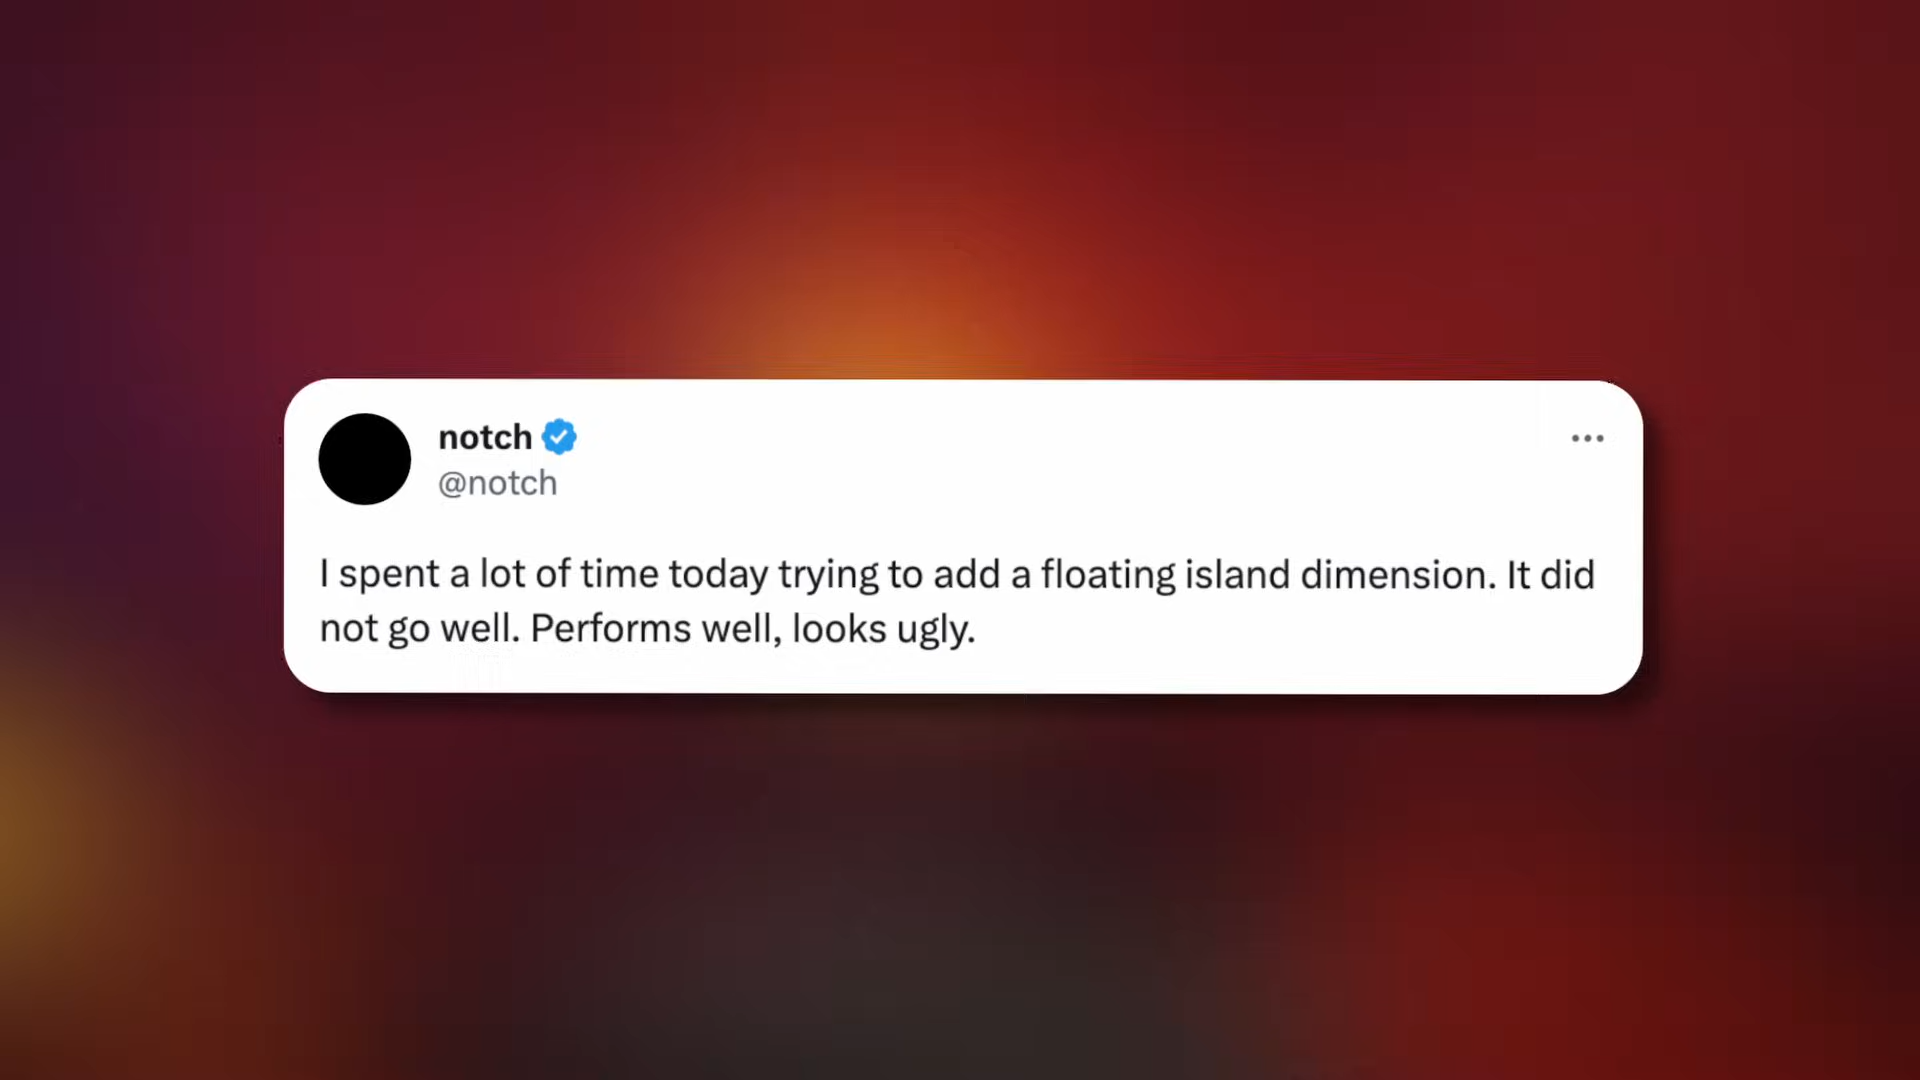 notch
@notch
I spent a lot of time today trying to add a floating island dimension. It did
not go well. Performs well, looks ugly.